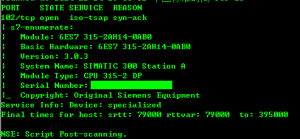 PORT STATE SERVICE REASON
102/tcp open iso-tsap syn-ack
| s7-enumerate:
| Module: 6ES7 315-2AH14-0AB0
| Basic Hardware: 6ES7 315-2AH14-0AB0
| Version: 3.0.3
| System Name: SIMATIC 300 Station A
| Module Type: CPU 315-2 DP
| Serial Number:
|_ Copyright: Original Siemens Equipment
Service Info: Device: specialized
Final times for host: srtt: 79000 rttvar: 79000 to: 395000
NSE: Script Post-scanning.